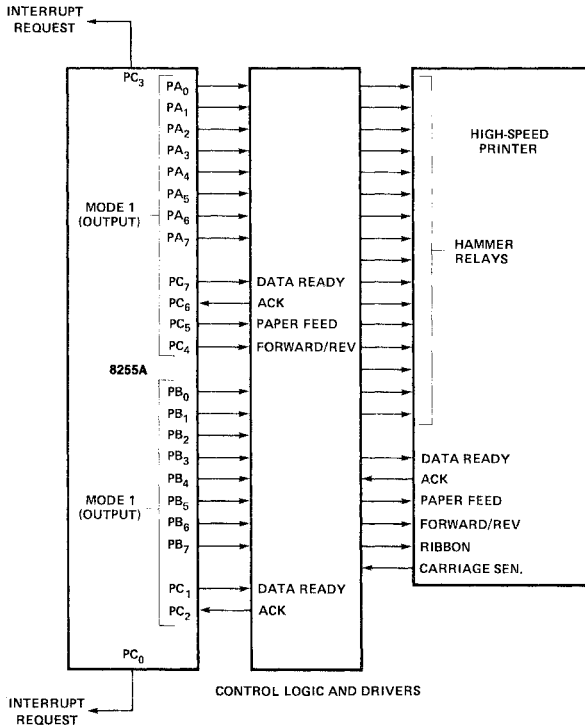 INTERRUPT
REQUEST
PC3
MODE 1
(OUTPUT)
PA0
PA1
PA2
PA3
PA4
PA5
PA6
PA7
PC7
PC6
PC5
PC4
DATA READY
ACK
PAPER FEED
FORWARD/REV
8255A
MODE 1
(OUTPUT)
PB0
PB1
PB2
PB3
PB4
PB5
PB6
PB7
PC1
PC2
DATA READY
ACK
PC0
INTERRUPT
REQUEST
CONTROL LOGIC AND DRIVERS
HIGH-SPEED
PRINTER
HAMMER
RELAYS
DATA READY
ACK
PAPER FEED
FORWARD/REV
RIBBON
CARRIAGE SEN.